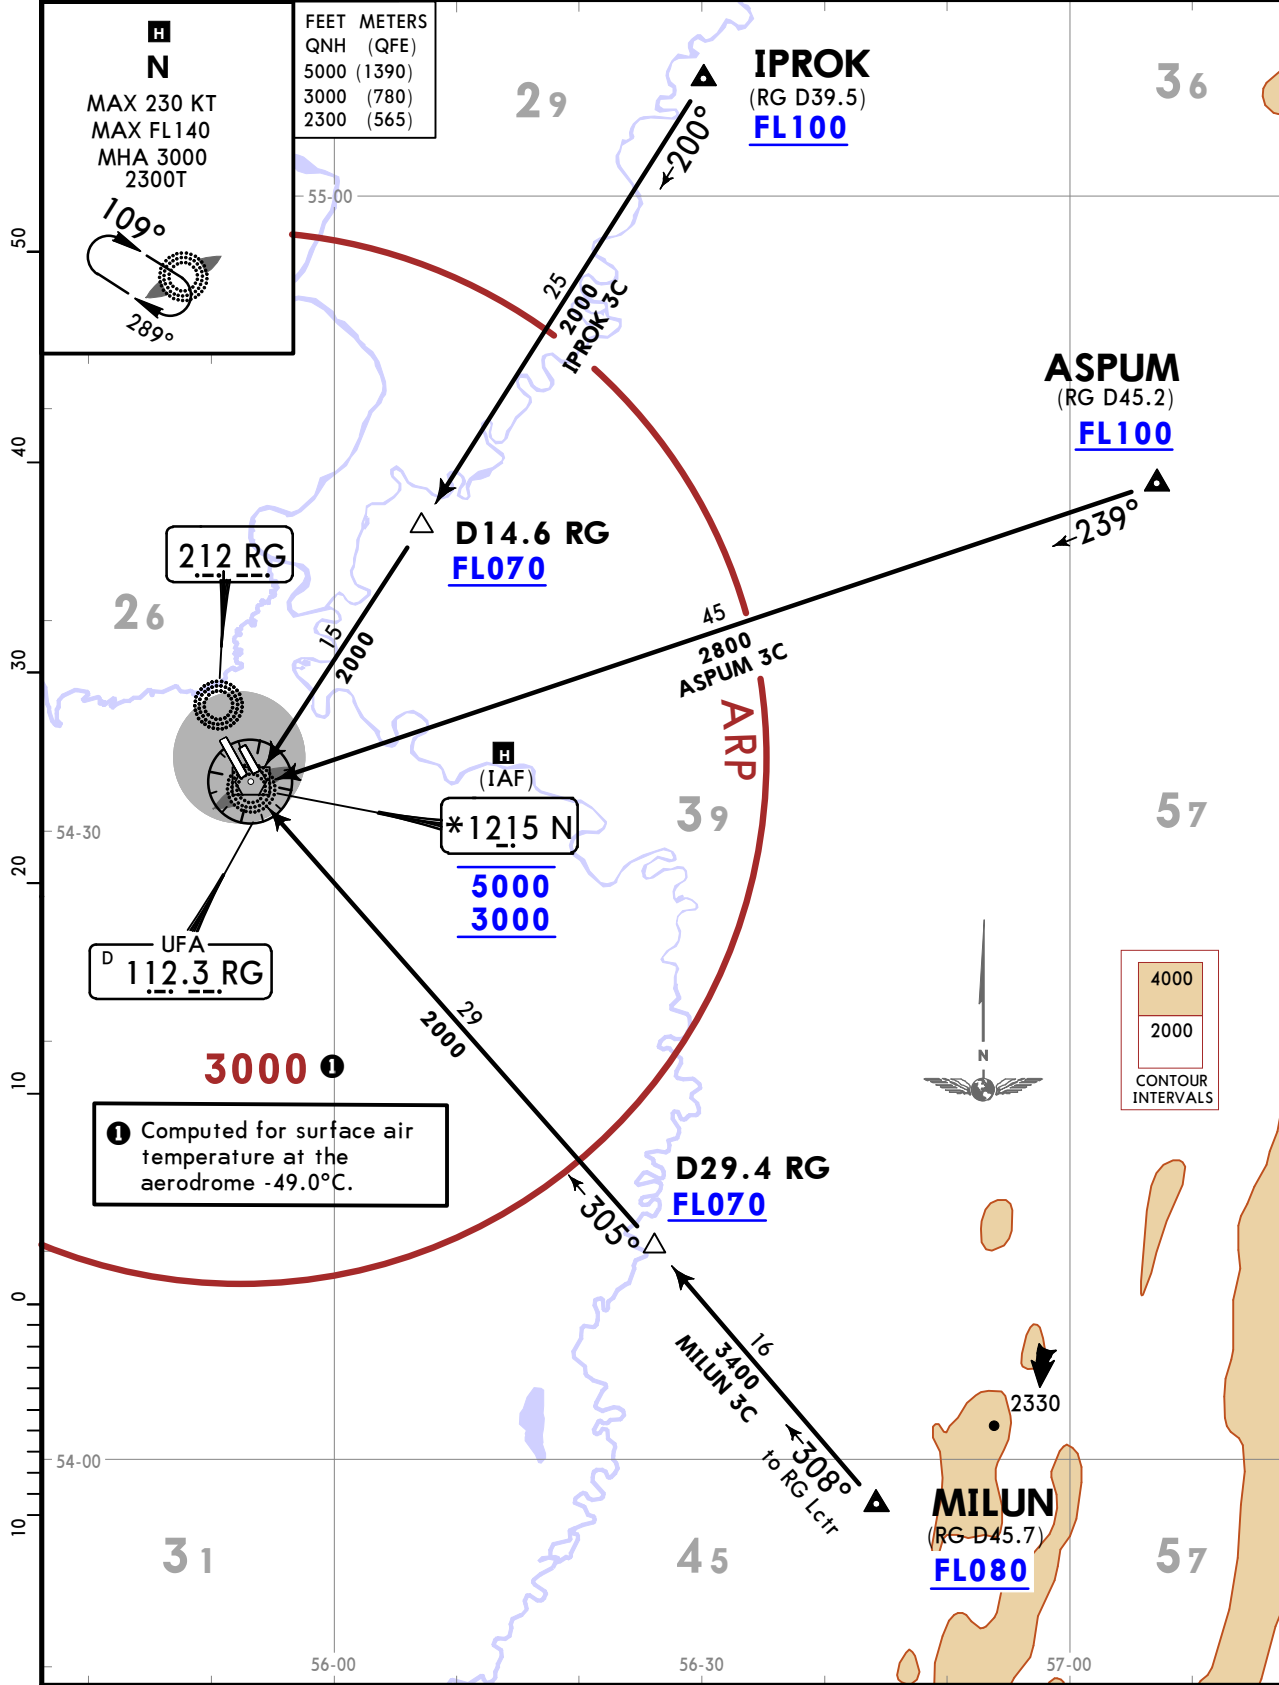 H
N
MAX 230 KT
MAX FL140
MHA 3000
2300T
109°
289°
FEET METERS
QNH (QFE)
5000 (1390)
3000 (780)
2300 (565)
29
IPROK
(RG D39.5)
FL100
36
200°
55-00
50
25
2000
IPROK 3C
ASPUM
(RG D45.2)
FL100
40
239°
D14.6 RG
FL070
212 RG
26
15
2000
45
2800
ASPUM 3C
30
ARP
H
(IAF)
*1215 N
5000
3000
39
57
54-30
20
UFA
D 112.3 RG
29
2000
4000
2000
CONTOUR
INTERVALS
N
3000 1
10
1 Computed for surface air
temperature at the
aerodrome -49.0°C.
D29.4 RG
FL070
305°
0
16
3400
MILUN 3C
2330
308°
to RG Lctr
54-00
MILUN
(RG D45.7)
FL080
10
31
45
57
56-00
56-30
57-00